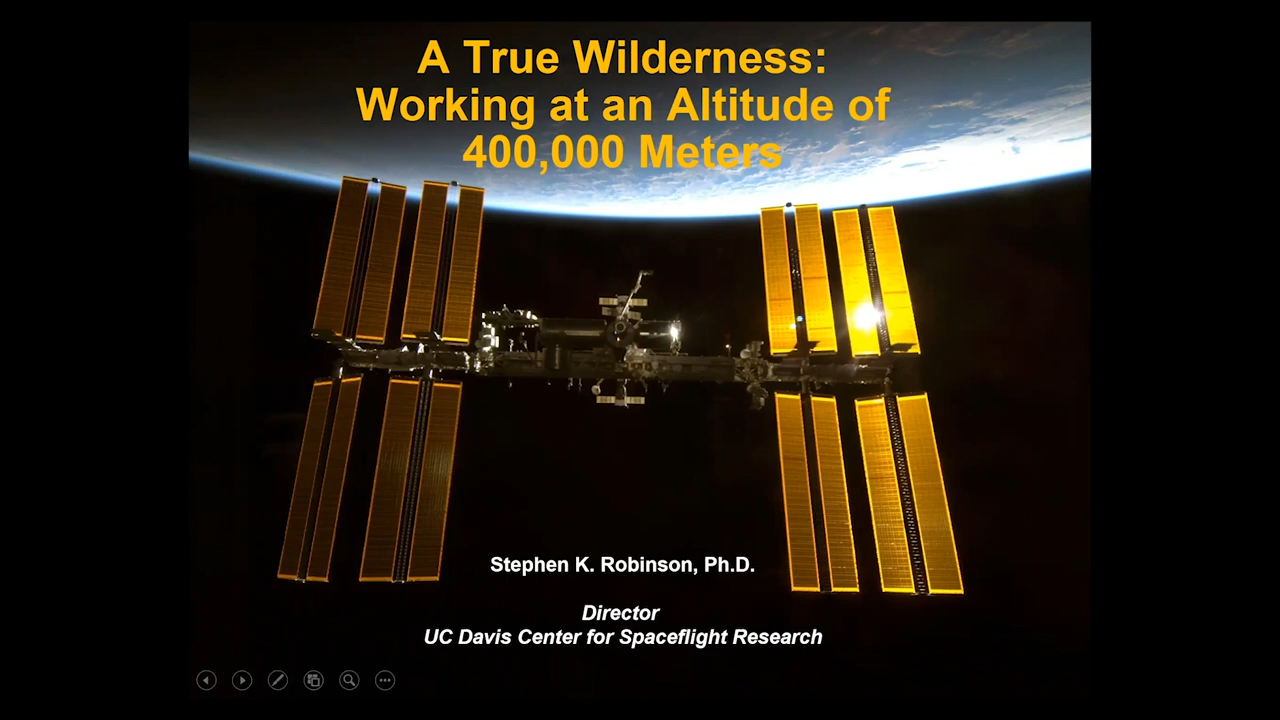 A True Wilderness:
Working at an Altitude of
400,000 Meters
Stephen K. Robinson, Ph.D.
Director
UC Davis Center for Spaceflight Research